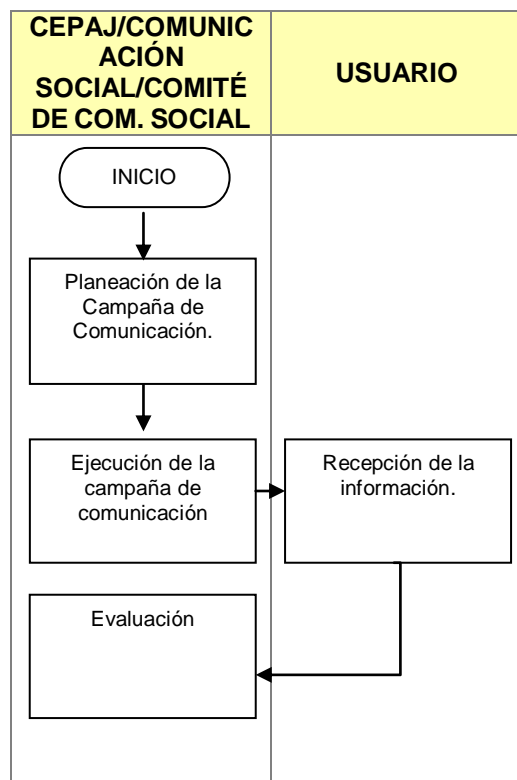 CEPAJ/COMUNIC
ACIÓN
SOCIAL/COMITÉ
DE COM. SOCIAL
USUARIO
INICIO
Planeación de la
Campaña de
Comunicación.
Ejecución de la
campaña de
comunicación
Recepción de la
información.
Evaluación